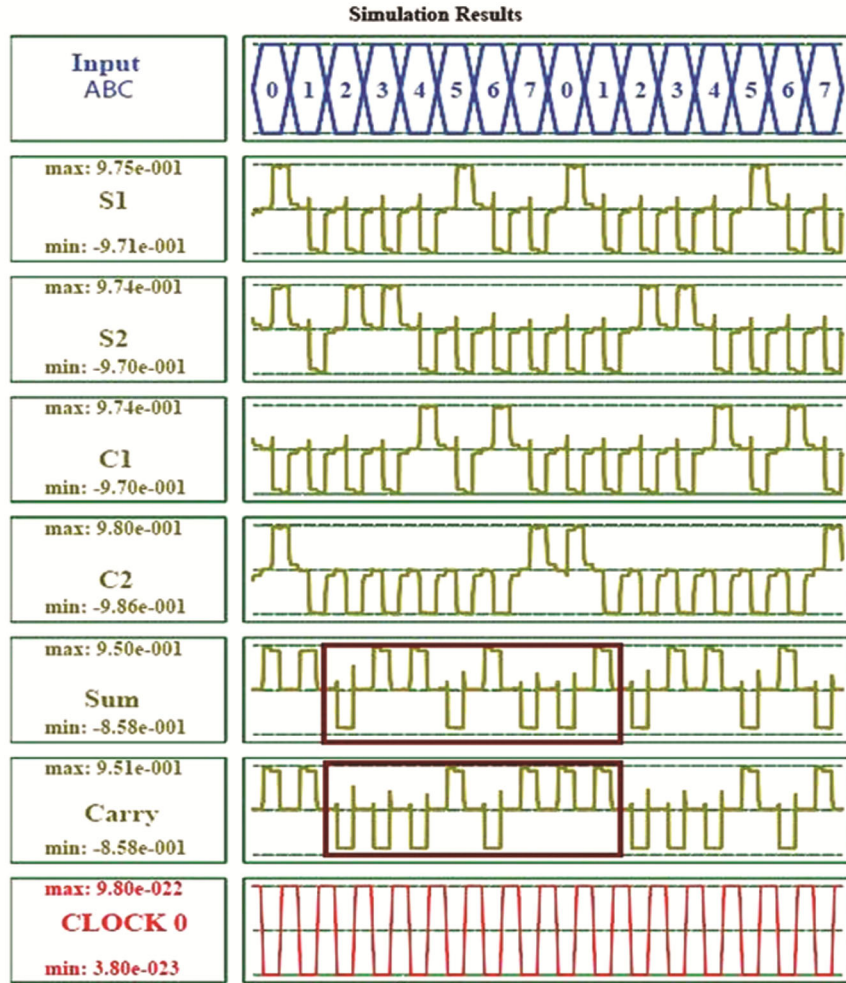 Simulation Results
Input
ABC
0 1 2 3 4 5 6 7 0 1 2 3 4 5 6 7
max: 9.75e-001
S1
min: -9.71e-001
max: 9.74e-001
S2
min: -9.70e-001
max: 9.74e-001
C1
min: -9.70e-001
max: 9.80e-001
C2
min: -9.86e-001
max: 9.50e-001
Sum
min: -8.58e-001
max: 9.51e-001
Carry
min: -8.58e-001
max: 9.80e-022
CLOCK 0
min: 3.80e-023